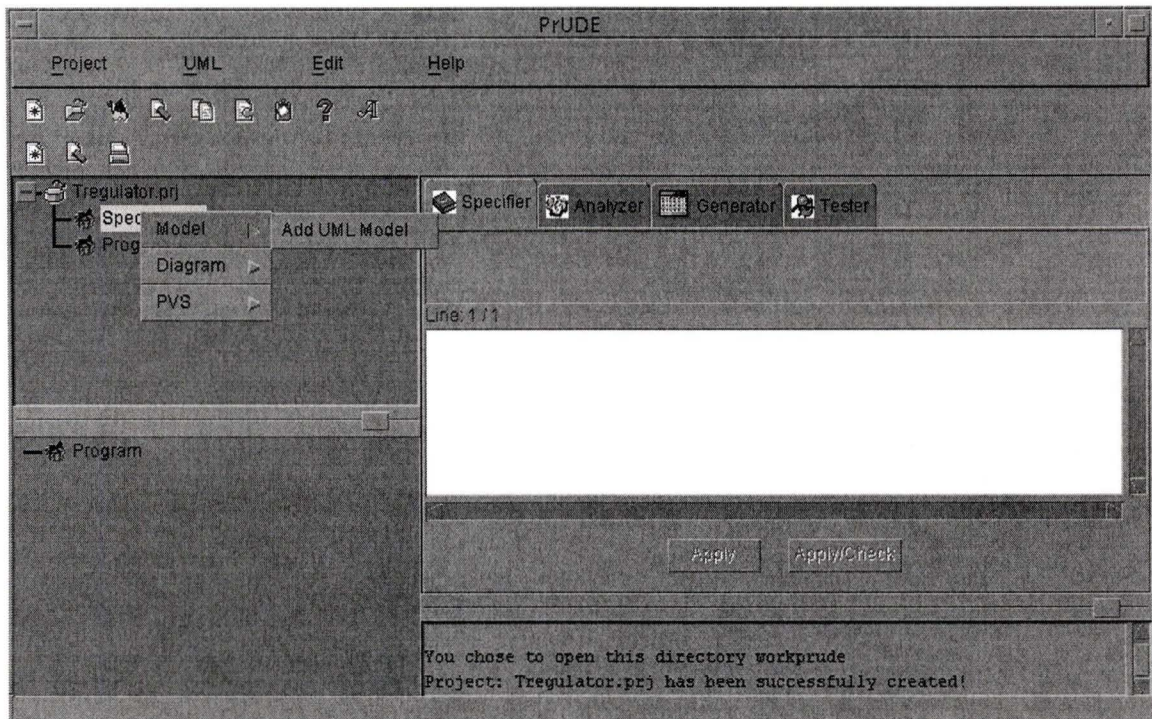 PrUDE
Project UML Edit Help
Tregulator.prj
Spec
Prog
Model Add UML Model
Diagram
PVS
Specifier Analyzer Generator Tester
Line: 1 / 1
Program
Apply Apply/Check
You chose to open this directory workprude
Project: Tregulator.prj has been successfully created!